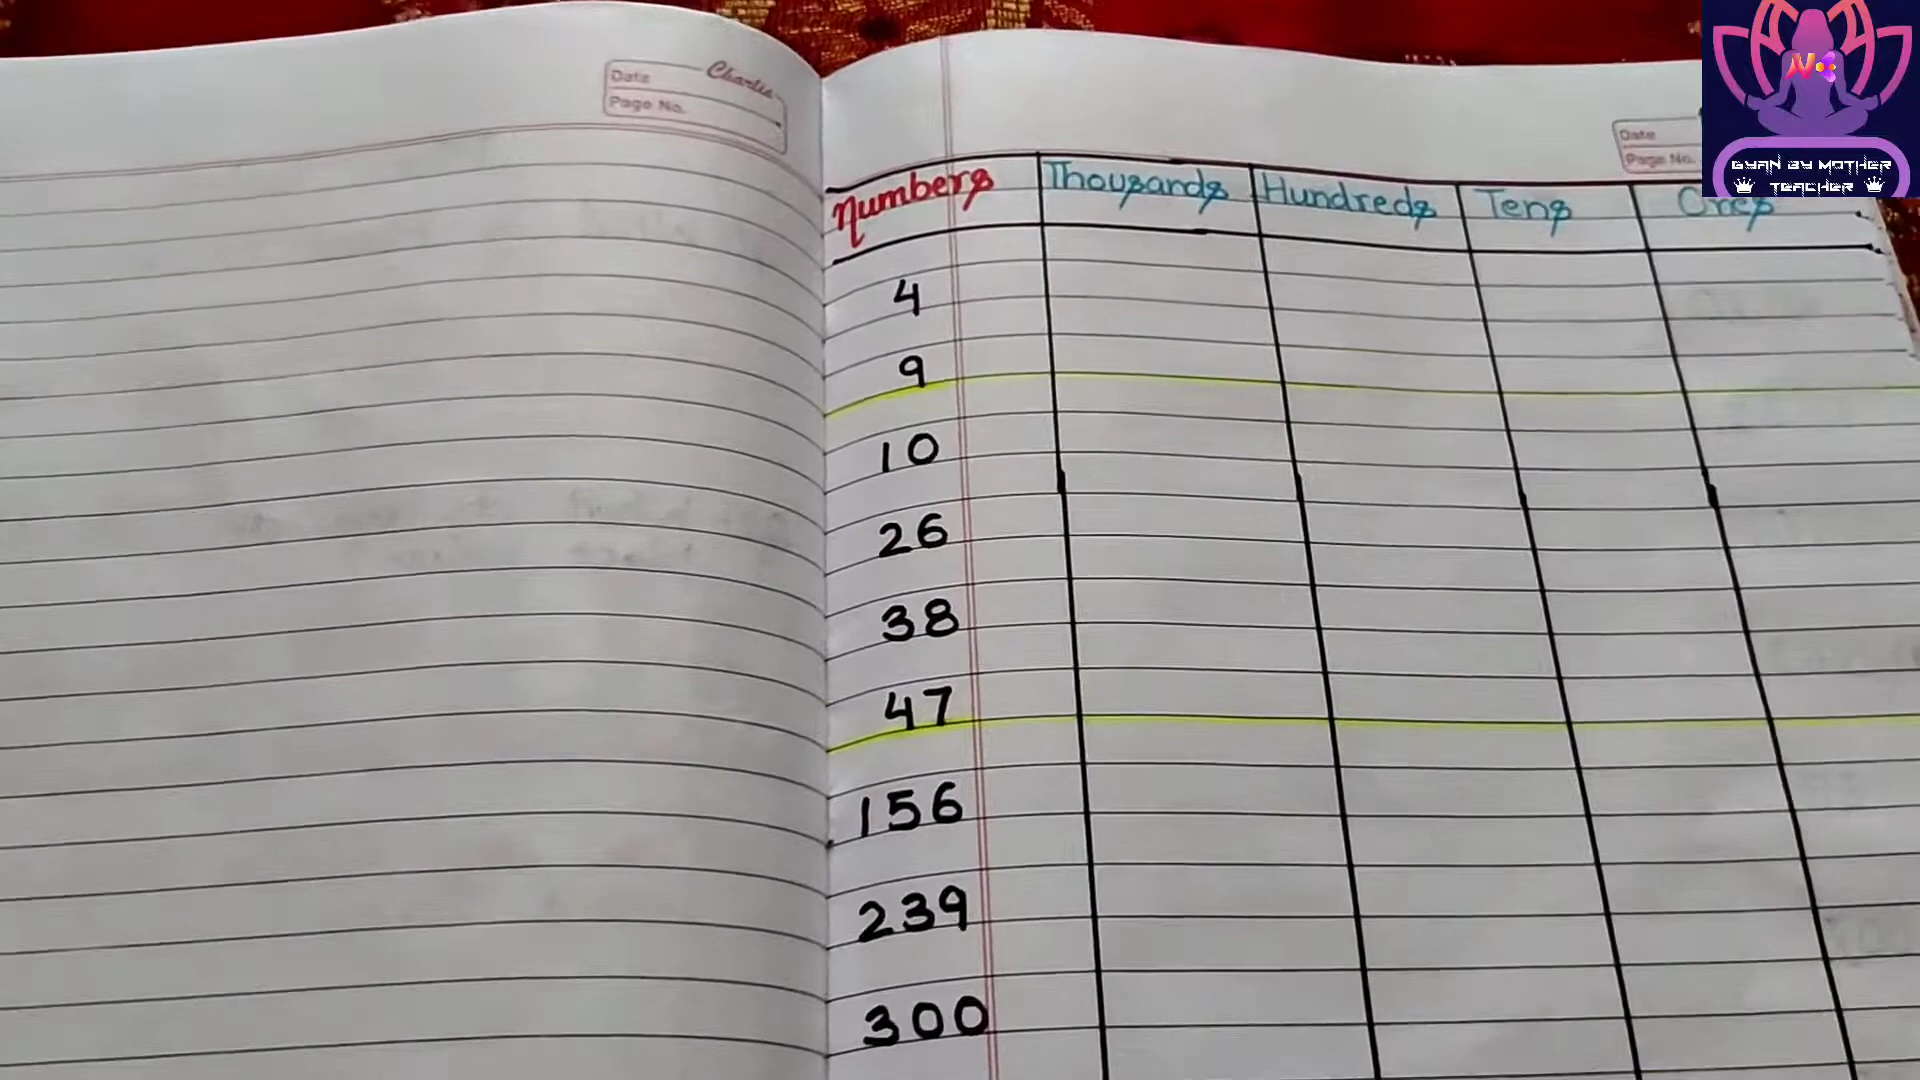 Date Charlie
Page No.
Date
Page No.
GYAN BY MOTHER
TEACHER
Numbers Thousands Hundreds Tens Ones
4
9
10
26
38
47
156
239
300